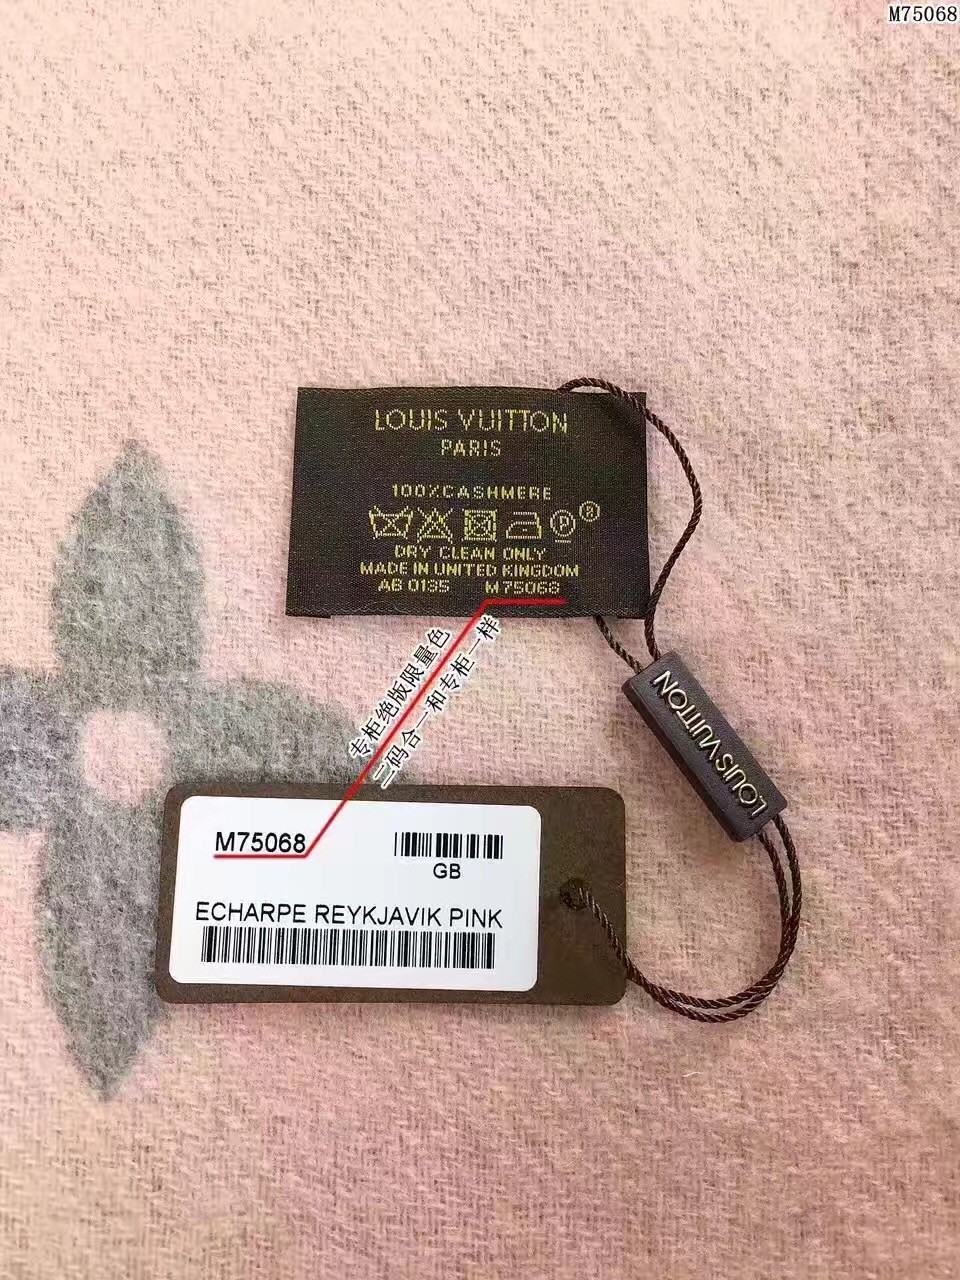 M75068
LOUIS VUITTON
PARIS
100%CASHMERE
P
®
DRY CLEAN ONLY
MADE IN UNITED KINGDOM
AB 0135 M75068
专柜绝版限量色
二码合一和专柜一样
LOUIS VUITTON
M75068
GB
ECHARPE REYKJAVIK PINK